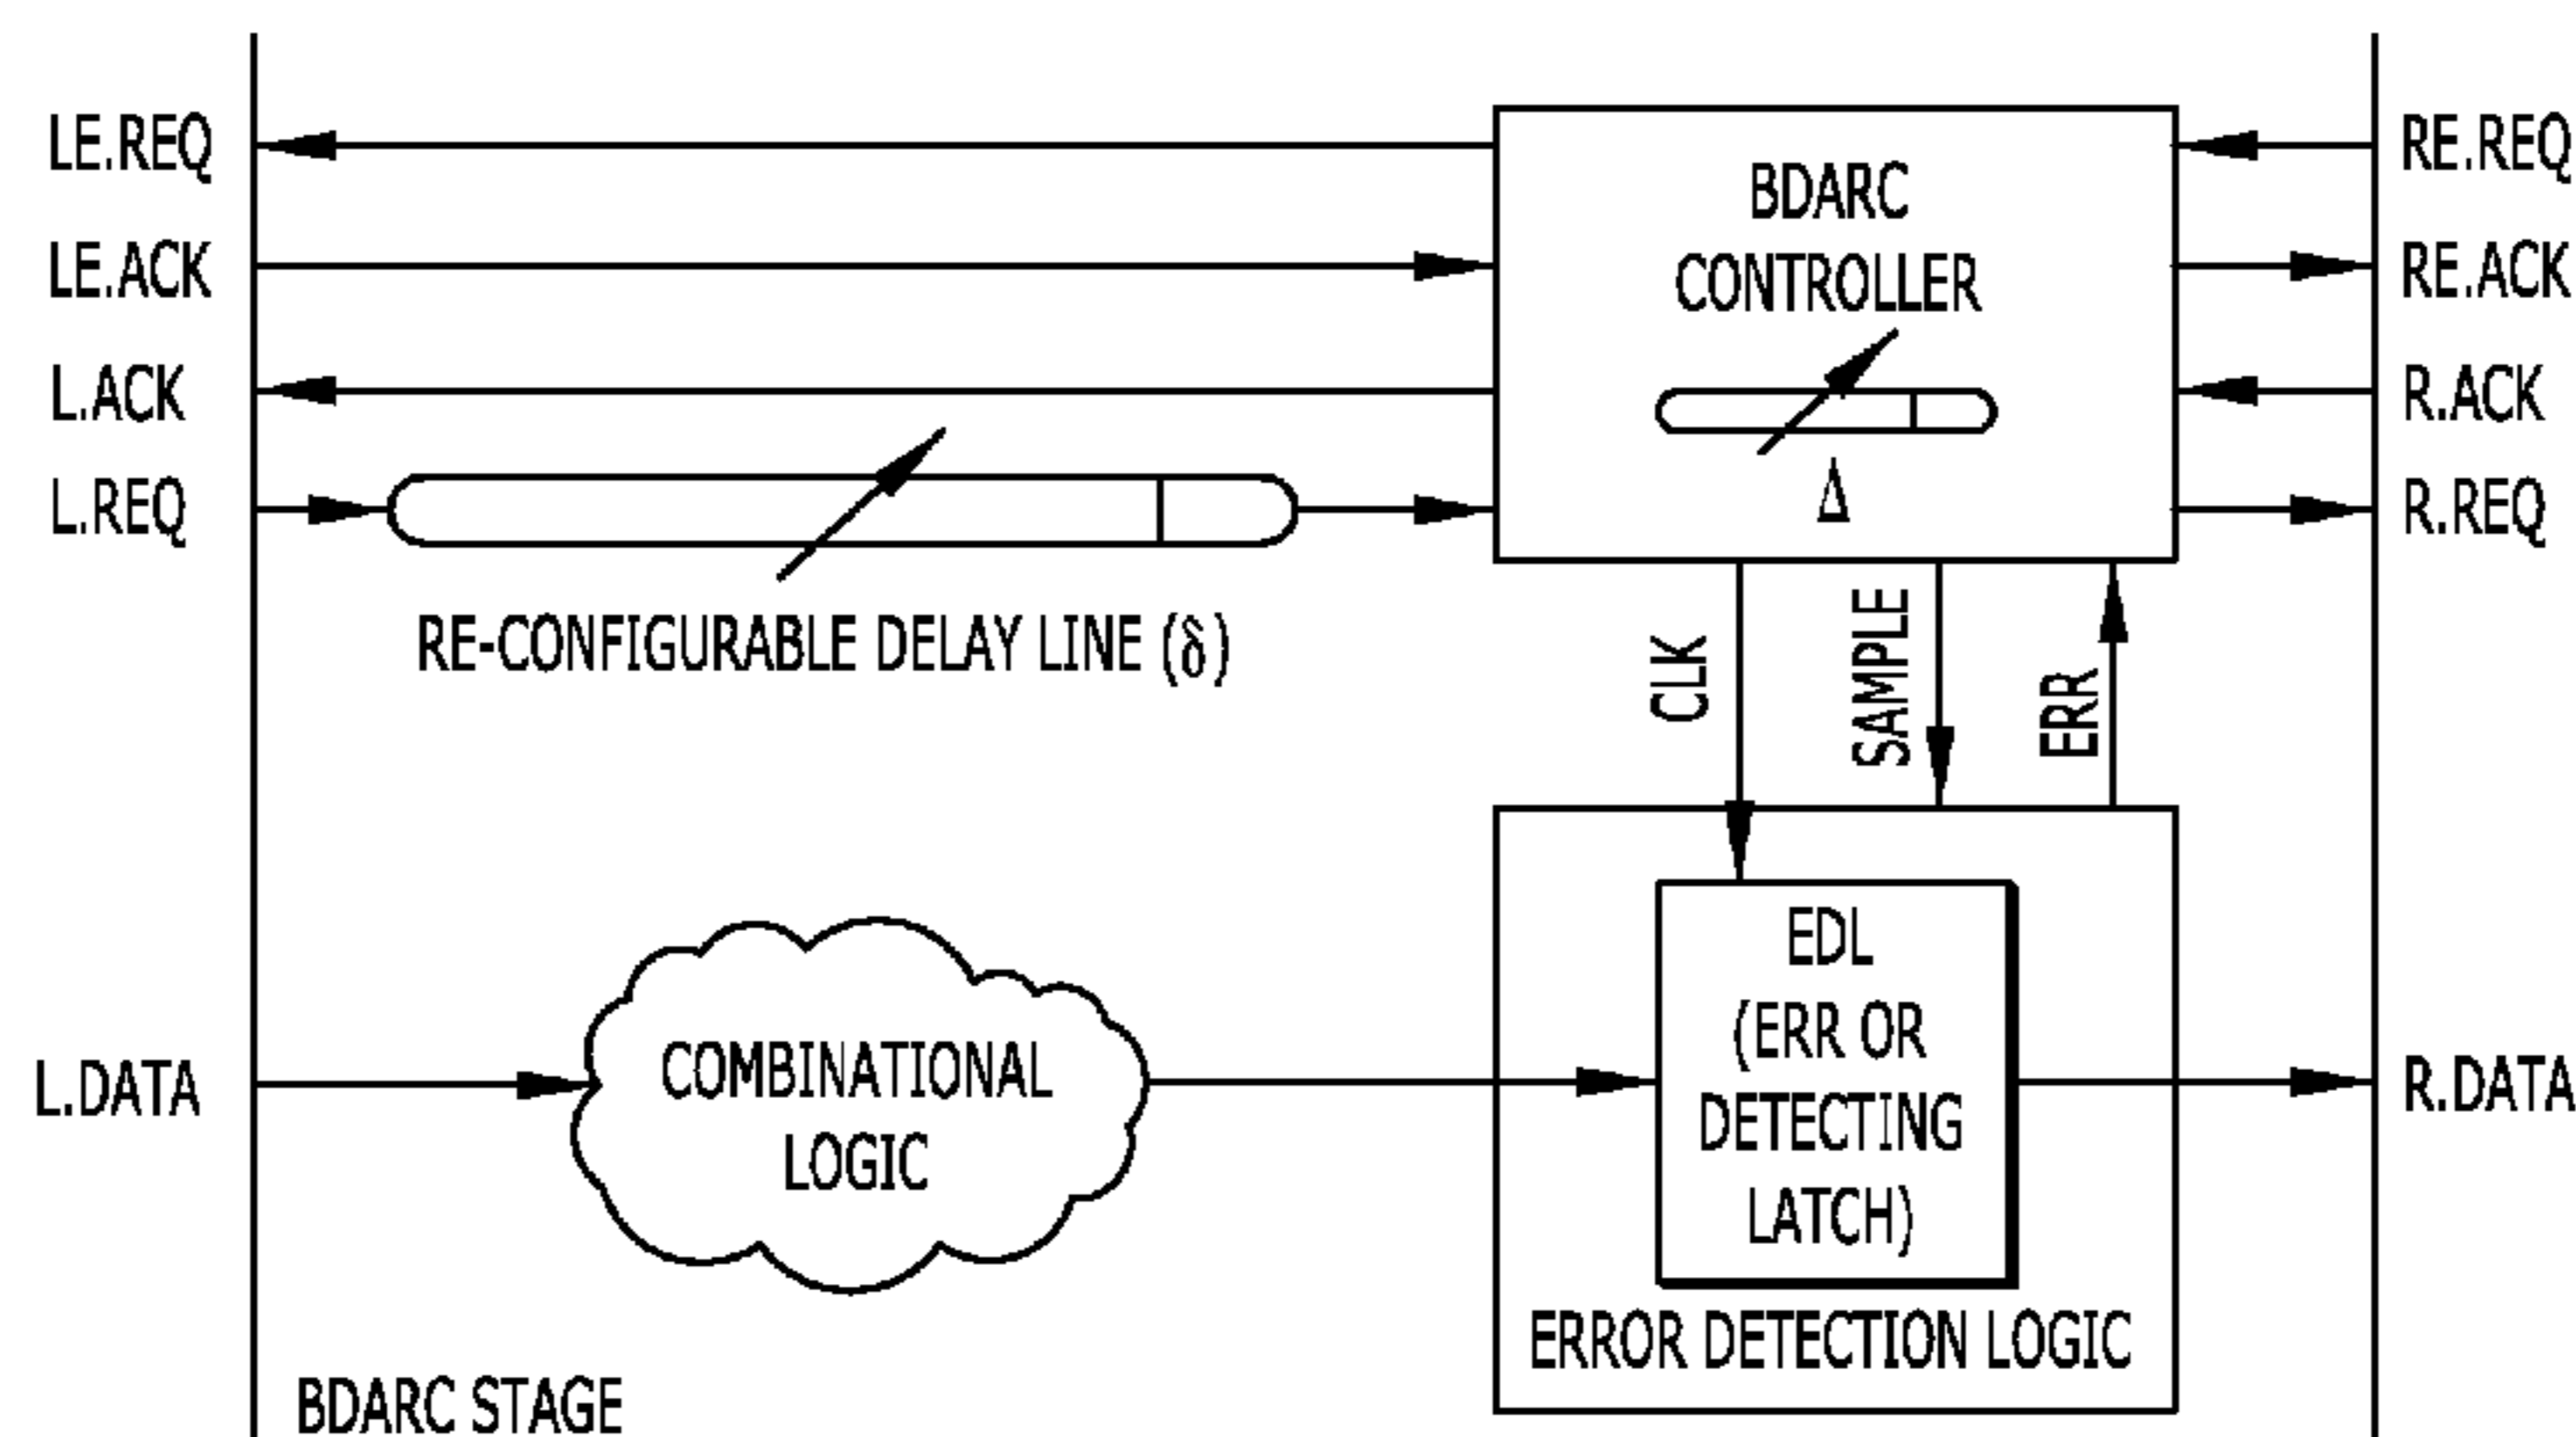 LE.REQ
LE.ACK
L.ACK
L.REQ
RE-CONFIGURABLE DELAY LINE (δ)
BDARC
CONTROLLER
Δ
RE.REQ
RE.ACK
R.ACK
R.REQ
CLK
SAMPLE
ERR
L.DATA
COMBINATIONAL
LOGIC
EDL
(ERR OR
DETECTING
LATCH)
ERROR DETECTION LOGIC
R.DATA
BDARC STAGE